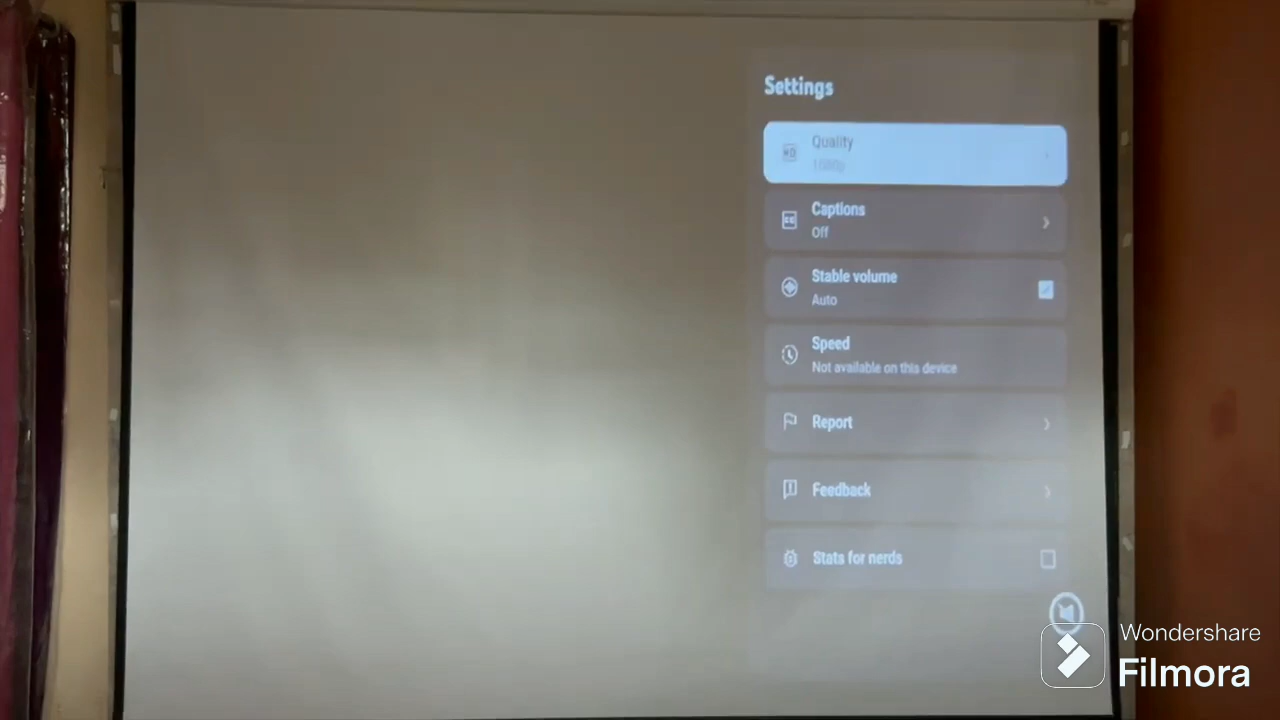 Settings
Quality
1080p
Captions
Off
Stable volume
Auto
Speed
Not available on this device
Report
Feedback
Stats for nerds
Wondershare
Filmora